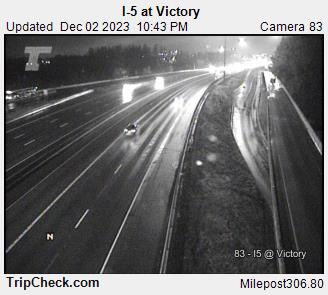 I-5 at Victory
Updated Dec 02 2023 10:43 PM Camera 83
T
N
83 - I5 @ Victory
TripCheck.com Milepost306.80